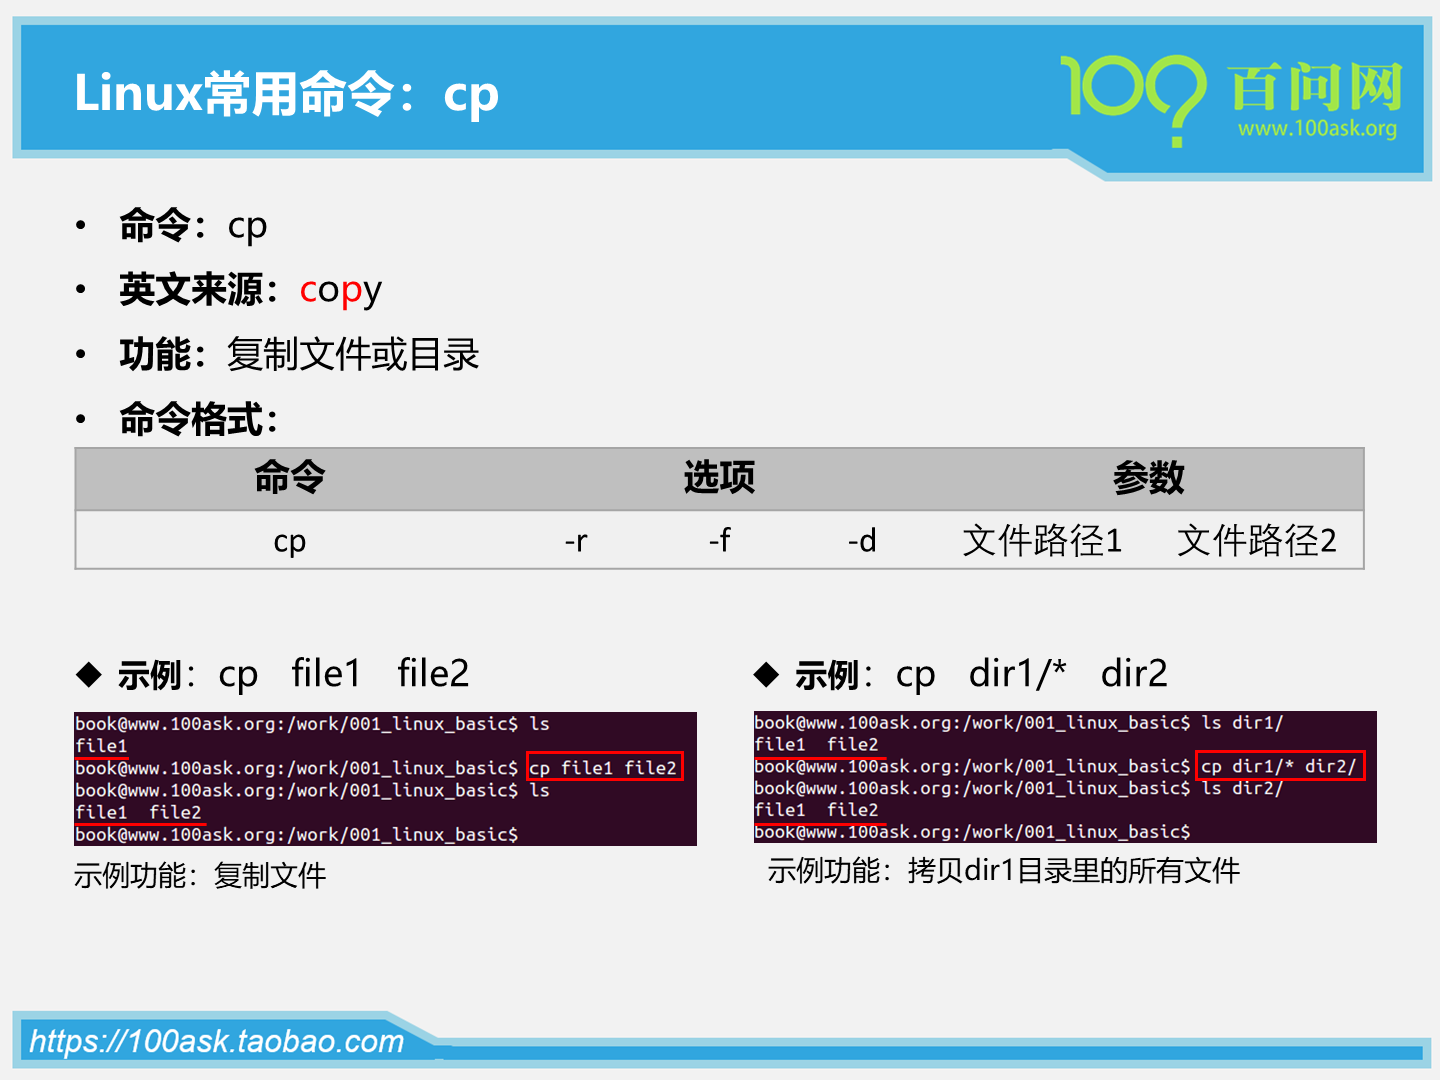 Linux常用命令：cp
百问网
www.100ask.org
• 命令：cp
• 英文来源：copy
• 功能：复制文件或目录
• 命令格式：
命令 选项 参数
cp -r -f -d 文件路径1 文件路径2
◆ 示例：cp file1 file2
book@www.100ask.org:/work/001_linux_basic$ ls
file1
book@www.100ask.org:/work/001_linux_basic$ cp file1 file2
book@www.100ask.org:/work/001_linux_basic$ ls
file1 file2
book@www.100ask.org:/work/001_linux_basic$
示例功能：复制文件
◆ 示例：cp dir1/* dir2
book@www.100ask.org:/work/001_linux_basic$ ls dir1/
file1 file2
book@www.100ask.org:/work/001_linux_basic$ cp dir1/* dir2/
book@www.100ask.org:/work/001_linux_basic$ ls dir2/
file1 file2
book@www.100ask.org:/work/001_linux_basic$
示例功能：拷贝dir1目录里的所有文件
https://100ask.taobao.com